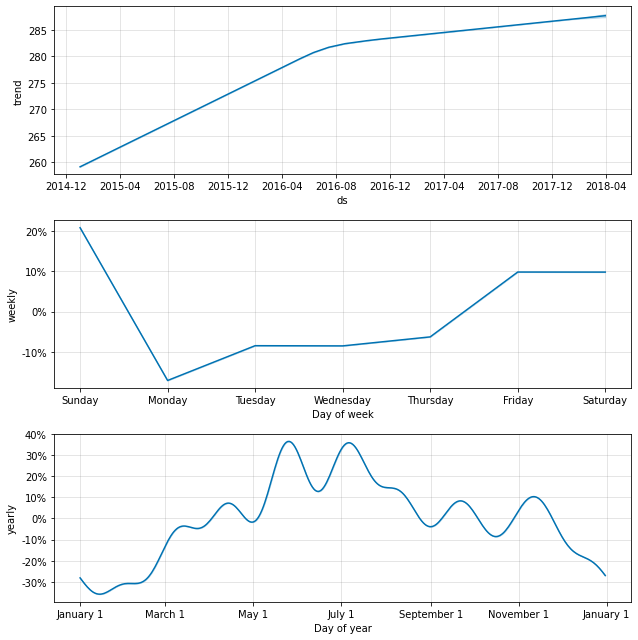 trend
285
280
275
270
265
260
2014-12 2015-04 2015-08 2015-12 2016-04 2016-08 2016-12 2017-04 2017-08 2017-12 2018-04
ds
weekly
20%
10%
0%
-10%
Sunday Monday Tuesday Wednesday Thursday Friday Saturday
Day of week
yearly
40%
30%
20%
10%
0%
-10%
-20%
-30%
January 1 March 1 May 1 July 1 September 1 November 1 January 1
Day of year